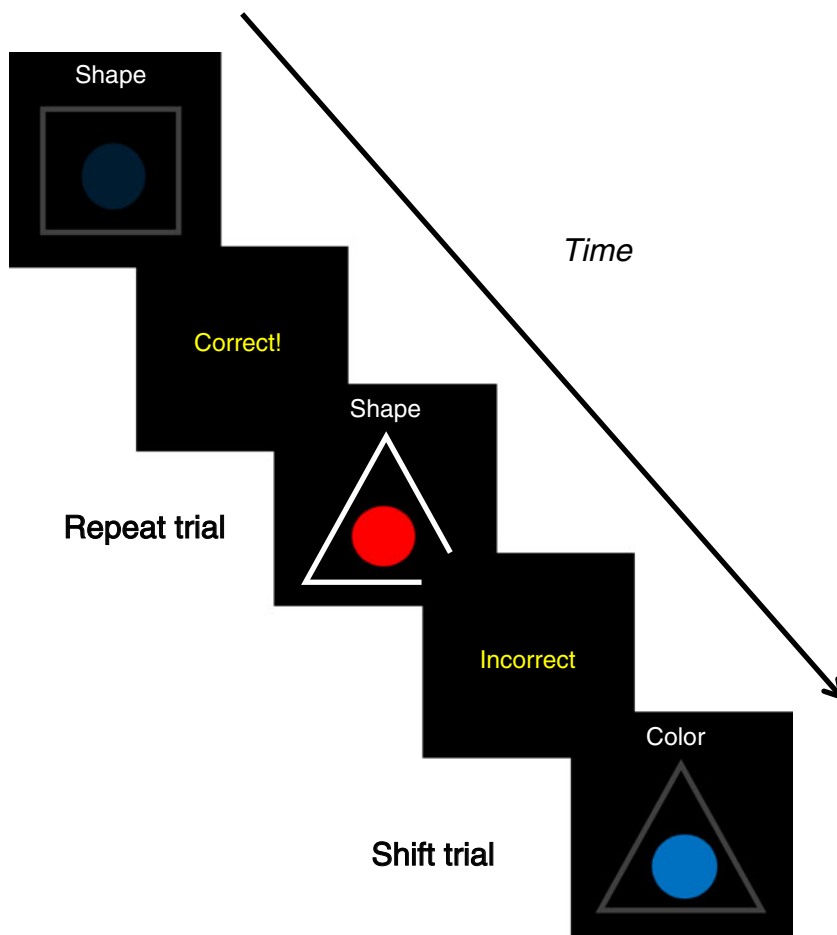 Shape
Time
Correct!
Shape
Repeat trial
Incorrect
Color
Shift trial